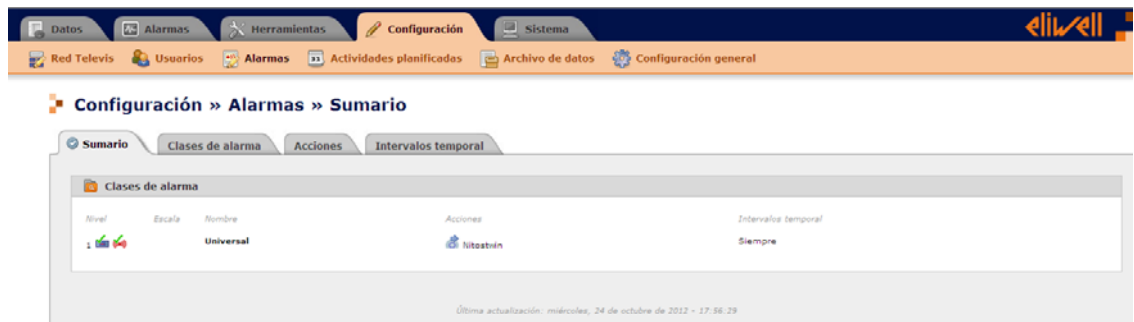 Datos Alarmas Herramientas Configuración Sistema eliwell
Red Televis Usuarios Alarmas Actividades planificadas Archivo de datos Configuración general
Configuración » Alarmas » Sumario
Sumario Clases de alarma Acciones Intervalos temporal
Clases de alarma
Nivel Escala Nombre Acciones Intervalos temporal
1 Universal Nitostwin Siempre
Última actualización: miércoles, 24 de octubre de 2012 - 17:56:29